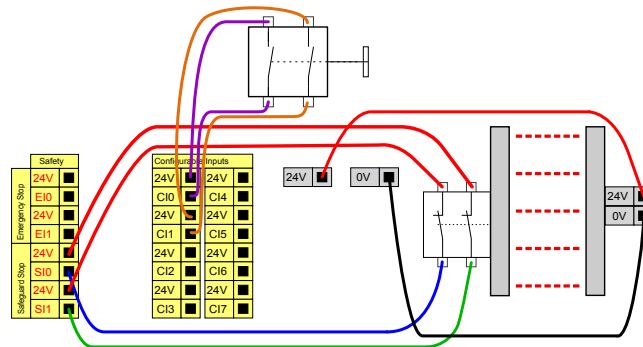 Safety
Emergency Stop
24V
EI0
24V
EI1
Safeguard Stop
24V
SI0
24V
SI1
Configurable Inputs
24V 24V
CI0 CI4
24V 24V
CI1 CI5
24V 24V
CI2 CI6
24V 24V
CI3 CI7
24V
0V
24V
0V